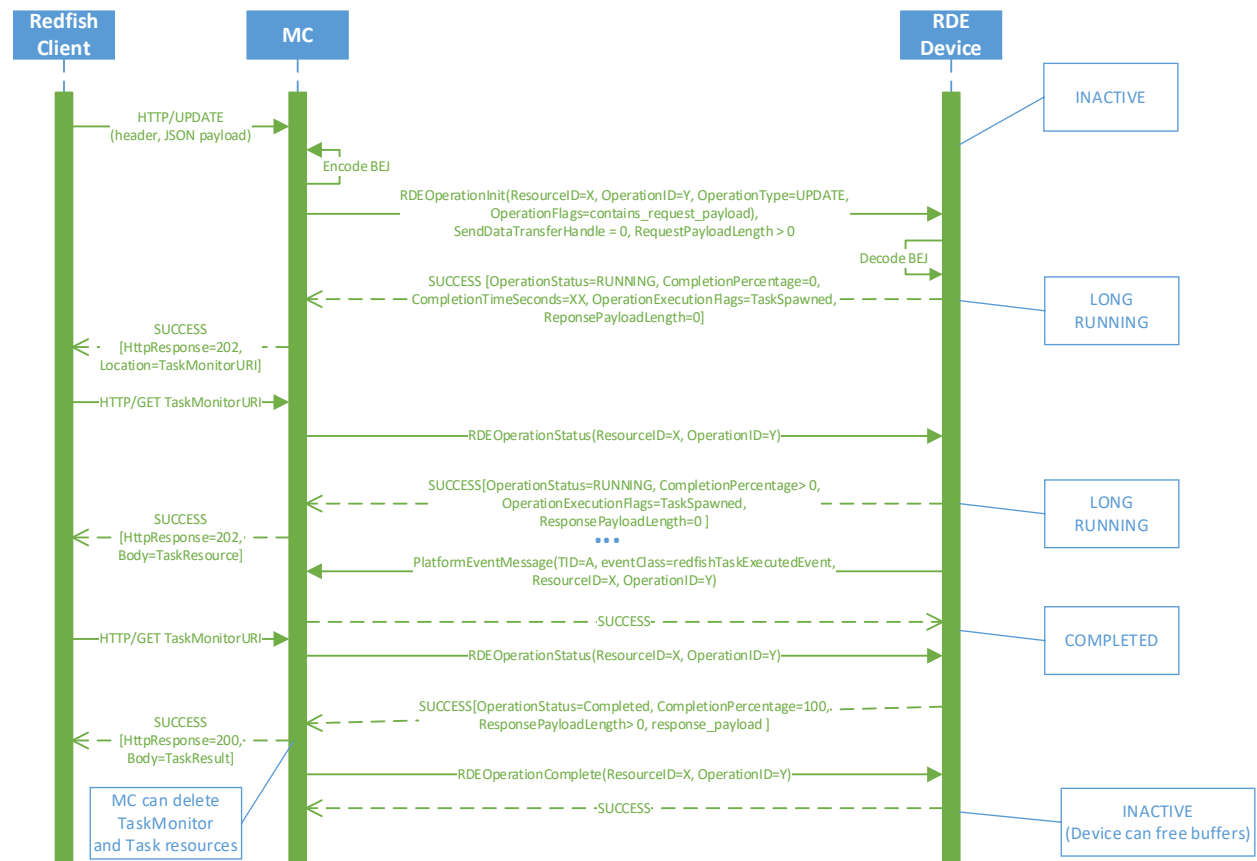 Redfish
Client
MC
RDE
Device
INACTIVE
HTTP/UPDATE
(header, JSON payload)
Encode BEJ
RDEOperationInit(ResourceID=X, OperationID=Y, OperationType=UPDATE,
OperationFlags=contains_request_payload),
SendDataTransferHandle = 0, RequestPayloadLength > 0
Decode BEJ
SUCCESS [OperationStatus=RUNNING, CompletionPercentage=0,
CompletionTimeSeconds=XX, OperationExecutionFlags=TaskSpawned,
ReponsePayloadLength=0]
LONG
RUNNING
SUCCESS
[HttpResponse=202,
Location=TaskMonitorURI]
HTTP/GET TaskMonitorURI
RDEOperationStatus(ResourceID=X, OperationID=Y)
SUCCESS[OperationStatus=RUNNING, CompletionPercentage> 0,
OperationExecutionFlags=TaskSpawned,
ResponsePayloadLength=0 ]
LONG
RUNNING
SUCCESS
[HttpResponse=202,
Body=TaskResource]
...
PlatformEventMessage(TID=A, eventClass=redfishTaskExecutedEvent,
ResourceID=X, OperationID=Y)
SUCCESS
COMPLETED
HTTP/GET TaskMonitorURI
RDEOperationStatus(ResourceID=X, OperationID=Y)
SUCCESS[OperationStatus=Completed, CompletionPercentage=100,
ResponsePayloadLength> 0, response_payload ]
SUCCESS
[HttpResponse=200,
Body=TaskResult]
RDEOperationComplete(ResourceID=X, OperationID=Y)
MC can delete
TaskMonitor
and Task resources
SUCCESS
INACTIVE
(Device can free buffers)